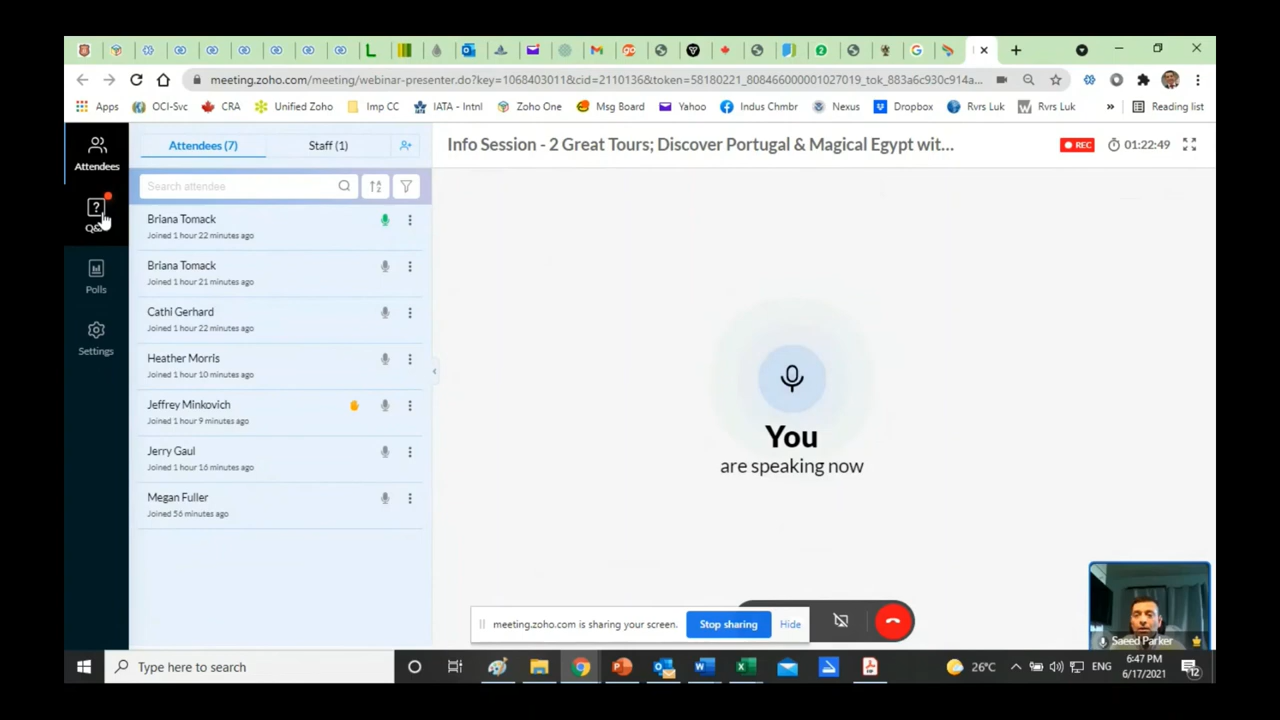 meeting.zoho.com/meeting/webinar-presenter.do?key=1068403011&cid=2110136&token=58180221_808466000001027019_tok_883a6c930c914a...
Apps OCI-Svc CRA Unified Zoho Imp CC IATA - Intnl Zoho One Msg Board Yahoo Indus Chmbr Nexus Dropbox Rvrs Luk Rvrs Luk » Reading list
Attendees
Q&A
Polls
Settings
Attendees (7) Staff (1)
Search attendee
Briana Tomack
Joined 1 hour 22 minutes ago
Briana Tomack
Joined 1 hour 21 minutes ago
Cathi Gerhard
Joined 1 hour 22 minutes ago
Heather Morris
Joined 1 hour 10 minutes ago
Jeffrey Minkovich
Joined 1 hour 9 minutes ago
Jerry Gaul
Joined 1 hour 16 minutes ago
Megan Fuller
Joined 56 minutes ago
Info Session - 2 Great Tours; Discover Portugal & Magical Egypt wit...
REC 01:22:49
You
are speaking now
meeting.zoho.com is sharing your screen. Stop sharing Hide
Saeed Parker
Type here to search
26°C ENG
6:47 PM
6/17/2021
12